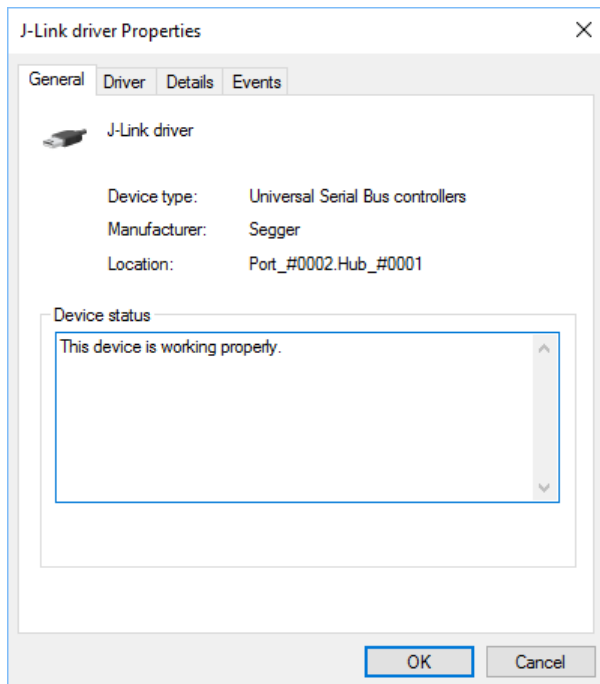 J-Link driver Properties
General Driver Details Events
J-Link driver
Device type: Universal Serial Bus controllers
Manufacturer: Segger
Location: Port_#0002.Hub_#0001
Device status
This device is working properly.
OK Cancel